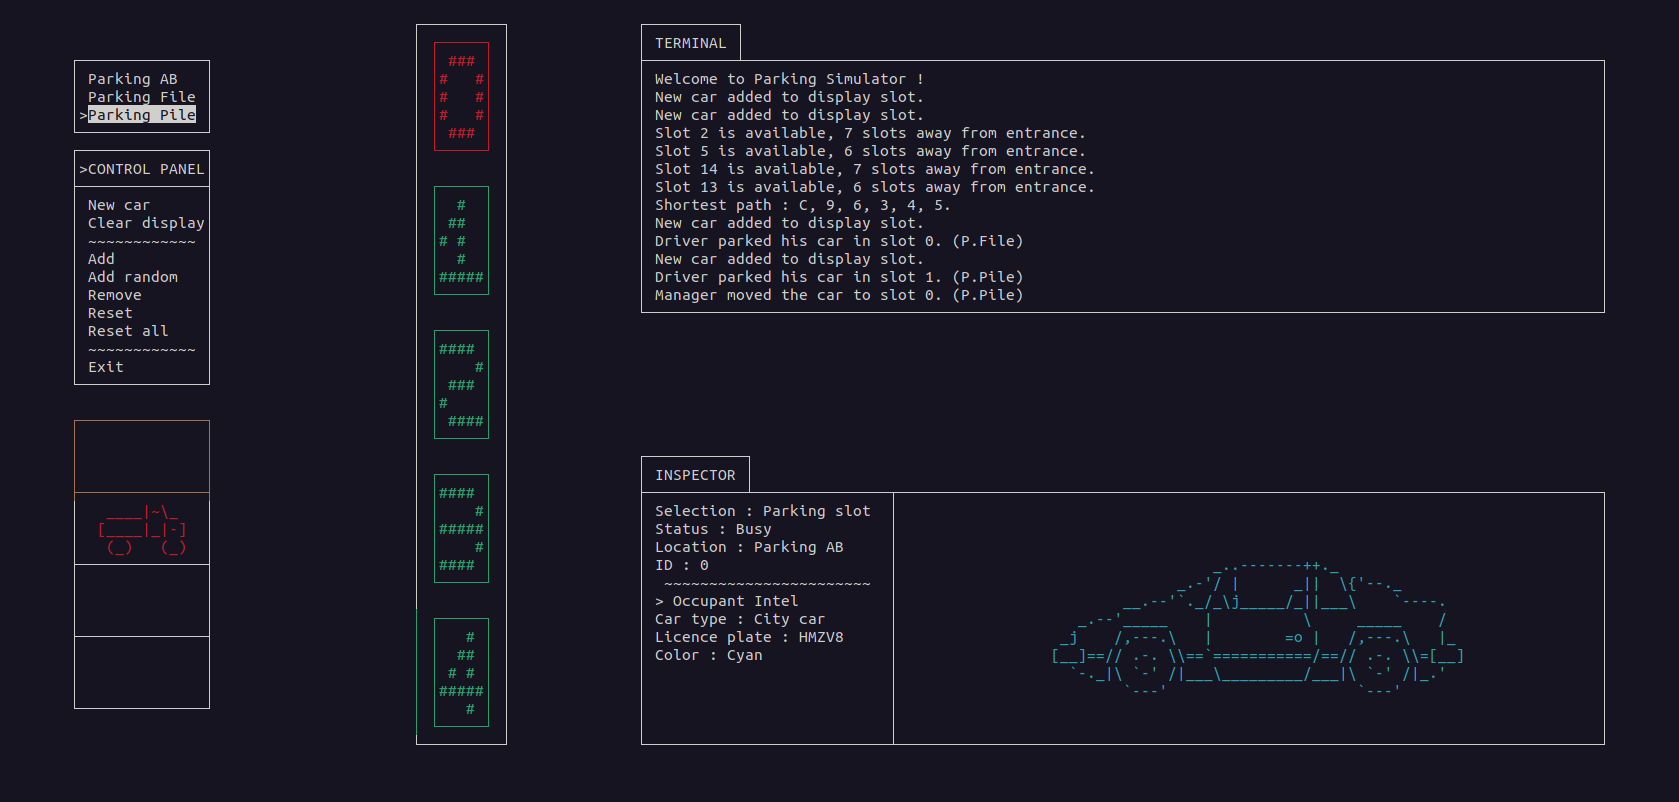 Parking AB
Parking File
>Parking Pile
>CONTROL PANEL
New car
Clear display
~~~~~~~~~~~~
Add
Add random
Remove
Reset
Reset all
~~~~~~~~~~~~
Exit
0
1
2
3
4
TERMINAL
Welcome to Parking Simulator !
New car added to display slot.
New car added to display slot.
Slot 2 is available, 7 slots away from entrance.
Slot 5 is available, 6 slots away from entrance.
Slot 14 is available, 7 slots away from entrance.
Slot 13 is available, 6 slots away from entrance.
Shortest path : C, 9, 6, 3, 4, 5.
New car added to display slot.
Driver parked his car in slot 0. (P.File)
New car added to display slot.
Driver parked his car in slot 1. (P.Pile)
Manager moved the car to slot 0. (P.Pile)
INSPECTOR
Selection : Parking slot
Status : Busy
Location : Parking AB
ID : 0
~~~~~~~~~~~~~~~~~~~~~~~
> Occupant Intel
Car type : City car
Licence plate : HMZV8
Color : Cyan